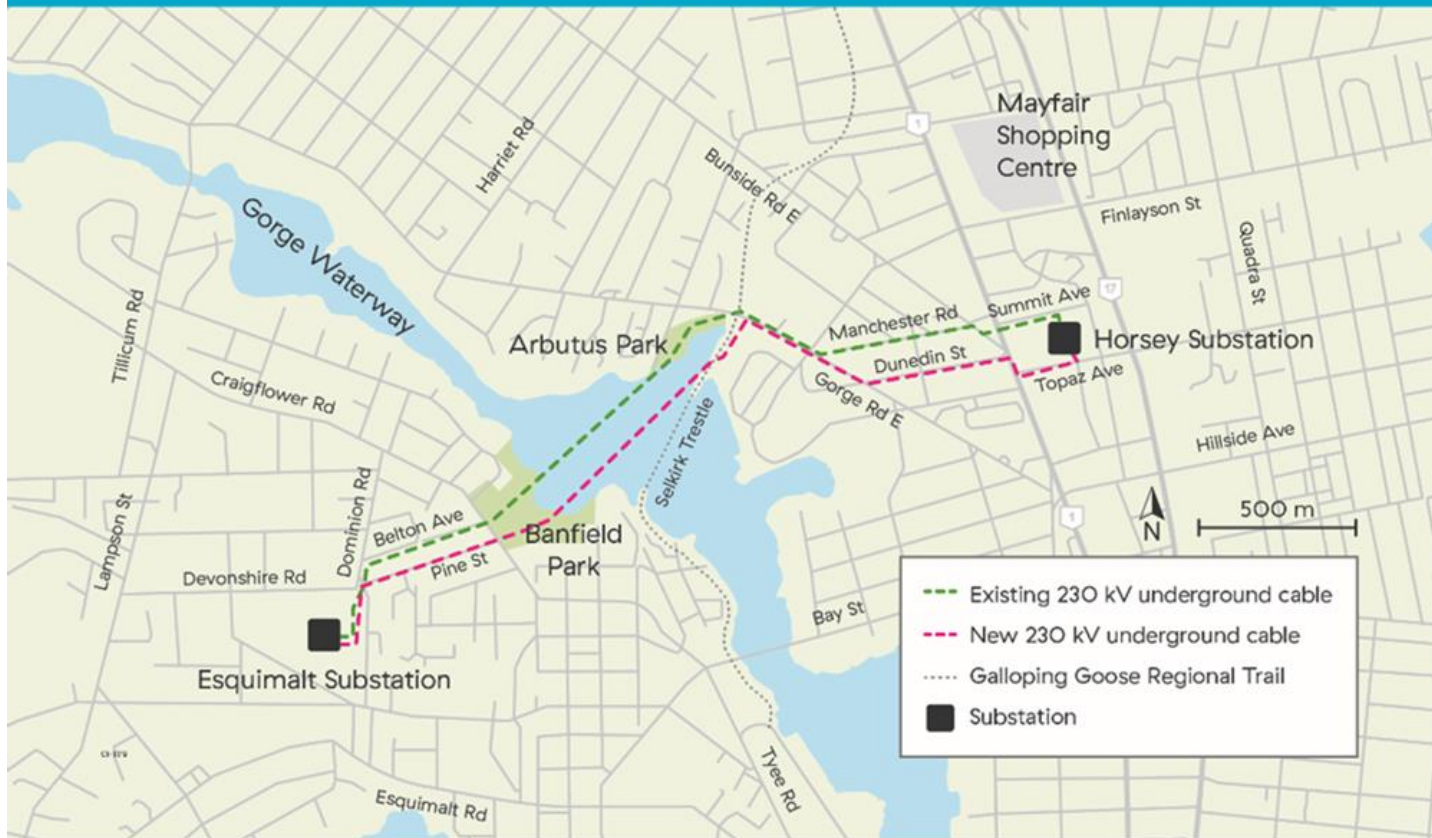 Mayfair
Shopping
Centre
1
Harriet Rd
Bunside Rd E
Finlayson St
Quadra St
Gorge Waterway
17
Tillicum Rd
Arbutus Park
Manchester Rd
Summit Ave
Horsey Substation
Dunedin St
Topaz Ave
Gorge Rd E
Craigflower Rd
Selkirk Trestle
Hillside Ave
Lampson St
Dominion Rd
Belton Ave
1
N
500 m
Banfield
Park
Pine St
Devonshire Rd
Bay St
Esquimalt Substation
Existing 230 kV underground cable
New 230 kV underground cable
Galloping Goose Regional Trail
Substation
Tyee Rd
Esquimalt Rd